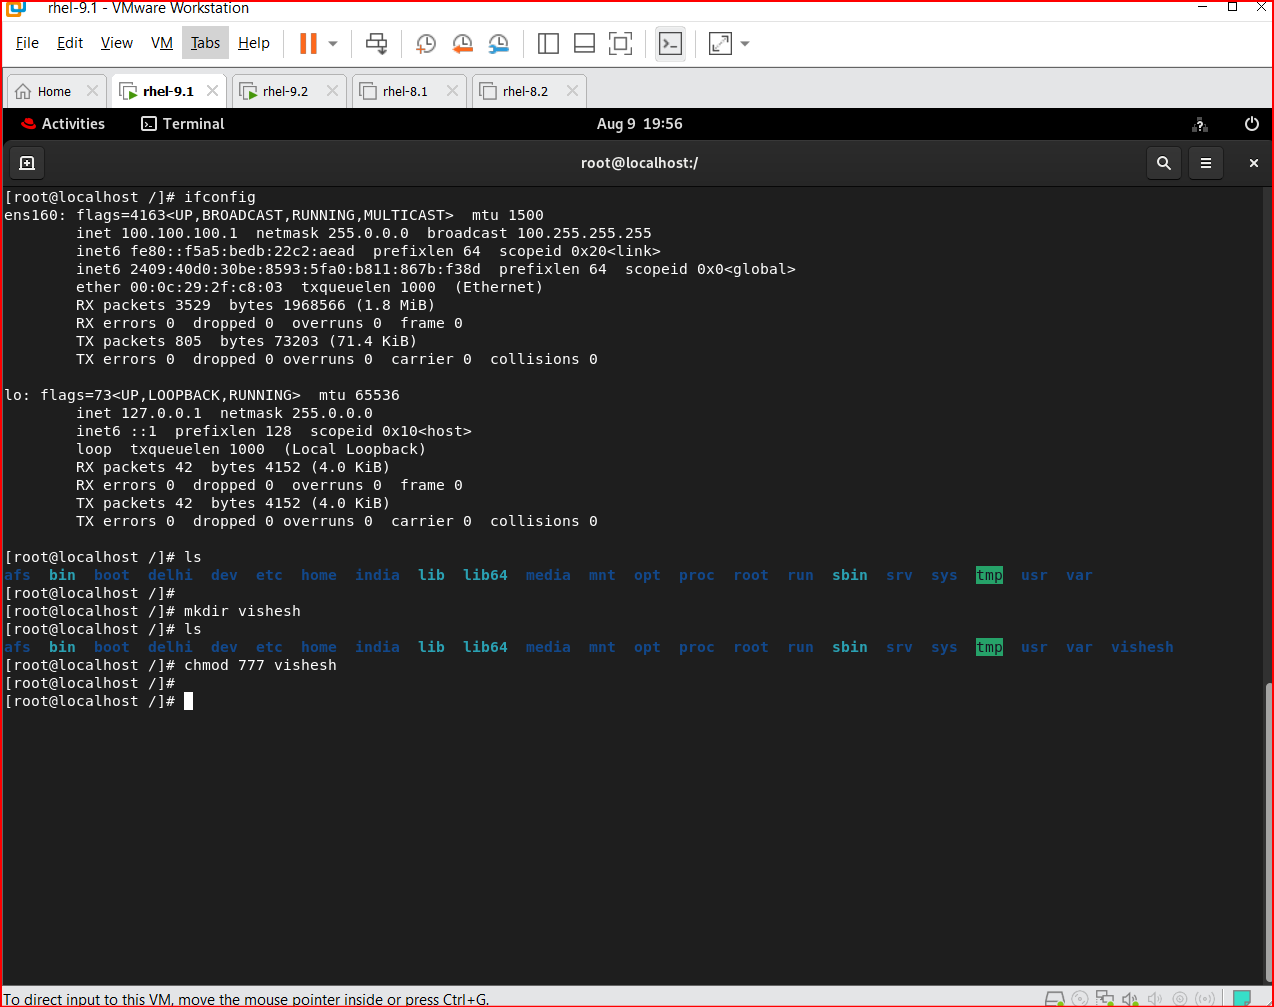 rhel-9.1 - VMware Workstation
File Edit View VM Tabs Help
Home rhel-9.1 rhel-9.2 rhel-8.1 rhel-8.2
Activities Terminal Aug 9 19:56
root@localhost:/
[root@localhost /]# ifconfig
ens160: flags=4163<UP,BROADCAST,RUNNING,MULTICAST>  mtu 1500
        inet 100.100.100.1  netmask 255.0.0.0  broadcast 100.255.255.255
        inet6 fe80::f5a5:bedb:22c2:aead  prefixlen 64  scopeid 0x20<link>
        inet6 2409:40d0:30be:8593:5fa0:b811:867b:f38d  prefixlen 64  scopeid 0x0<global>
        ether 00:0c:29:2f:c8:03  txqueuelen 1000  (Ethernet)
        RX packets 3529  bytes 1968566 (1.8 MiB)
        RX errors 0  dropped 0  overruns 0  frame 0
        TX packets 805  bytes 73203 (71.4 KiB)
        TX errors 0  dropped 0 overruns 0  carrier 0  collisions 0
lo: flags=73<UP,LOOPBACK,RUNNING>  mtu 65536
        inet 127.0.0.1  netmask 255.0.0.0
        inet6 ::1  prefixlen 128  scopeid 0x10<host>
        loop  txqueuelen 1000  (Local Loopback)
        RX packets 42  bytes 4152 (4.0 KiB)
        RX errors 0  dropped 0  overruns 0  frame 0
        TX packets 42  bytes 4152 (4.0 KiB)
        TX errors 0  dropped 0 overruns 0  carrier 0  collisions 0
[root@localhost /]# ls
afs  bin  boot  delhi  dev  etc  home  india  lib  lib64  media  mnt  opt  proc  root  run  sbin  srv  sys  tmp  usr  var
[root@localhost /]#
[root@localhost /]# mkdir vishesh
[root@localhost /]# ls
afs  bin  boot  delhi  dev  etc  home  india  lib  lib64  media  mnt  opt  proc  root  run  sbin  srv  sys  tmp  usr  var  vishesh
[root@localhost /]# chmod 777 vishesh
[root@localhost /]#
[root@localhost /]#
To direct input to this VM, move the mouse pointer inside or press Ctrl+G.